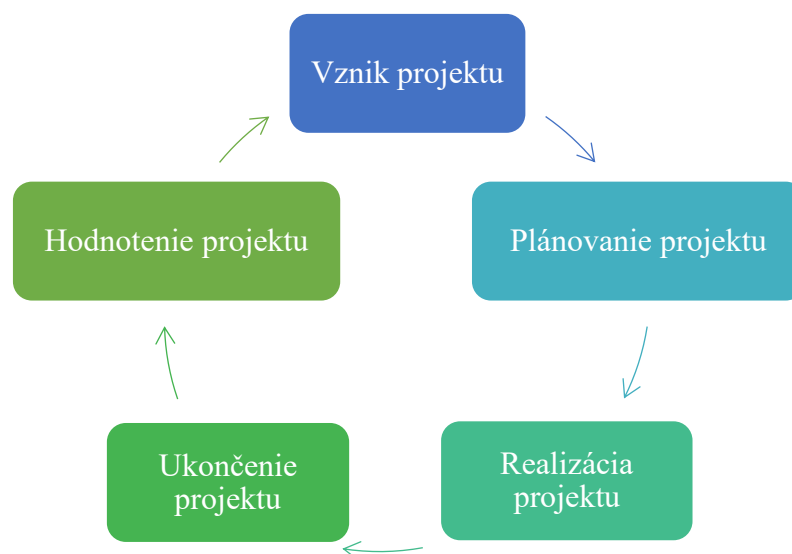 Vznik projektu
Plánovanie projektu
Realizácia
projektu
Ukončenie
projektu
Hodnotenie projektu